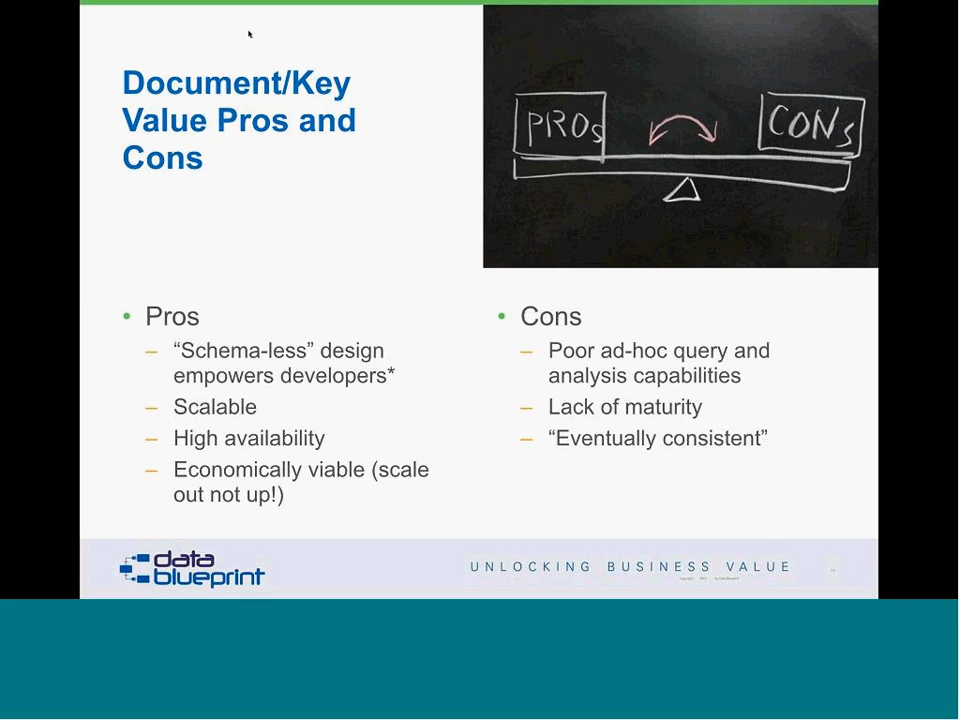 Document/Key
Value Pros and
Cons
PROs
CONs
• Pros
– “Schema-less” design
empowers developers*
– Scalable
– High availability
– Economically viable (scale
out not up!)
• Cons
– Poor ad-hoc query and
analysis capabilities
– Lack of maturity
– “Eventually consistent”
data
blueprint
UNLOCKING BUSINESS VALUE